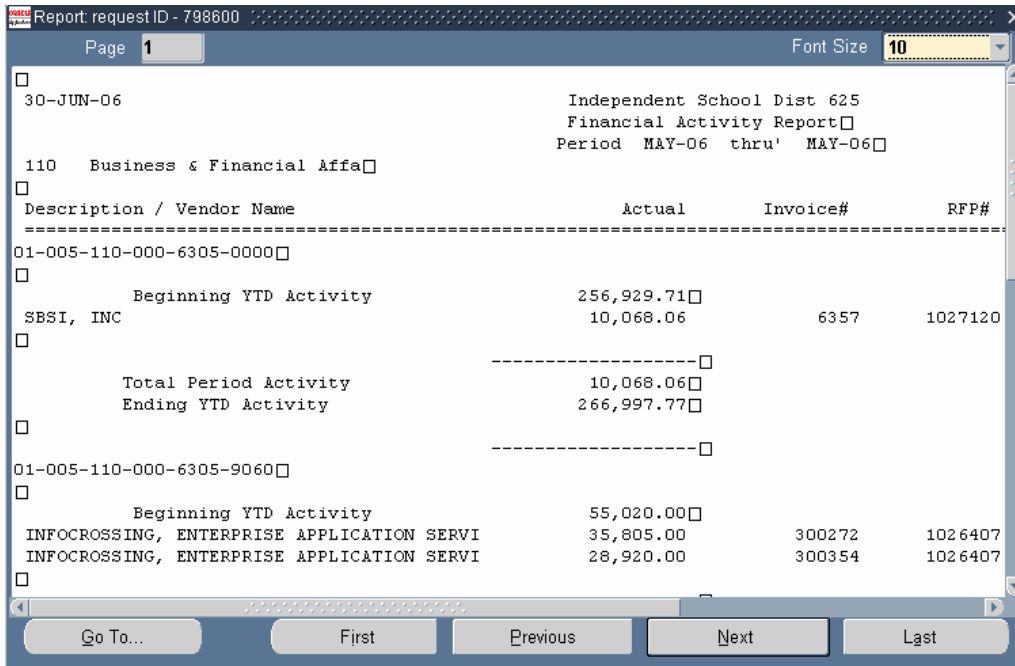 Report: request ID - 798600
Page 1 Font Size 10
30-JUN-06 Independent School Dist 625
Financial Activity Report
Period MAY-06 thru' MAY-06
110 Business & Financial Affa
Description / Vendor Name Actual Invoice# RFP#
==========================================================================================
01-005-110-000-6305-0000
Beginning YTD Activity 256,929.71
SBSI, INC 10,068.06 6357 1027120
-------------------
Total Period Activity 10,068.06
Ending YTD Activity 266,997.77
-------------------
01-005-110-000-6305-9060
Beginning YTD Activity 55,020.00
INFOCROSSING, ENTERPRISE APPLICATION SERVI 35,805.00 300272 1026407
INFOCROSSING, ENTERPRISE APPLICATION SERVI 28,920.00 300354 1026407
Go To... First Previous Next Last